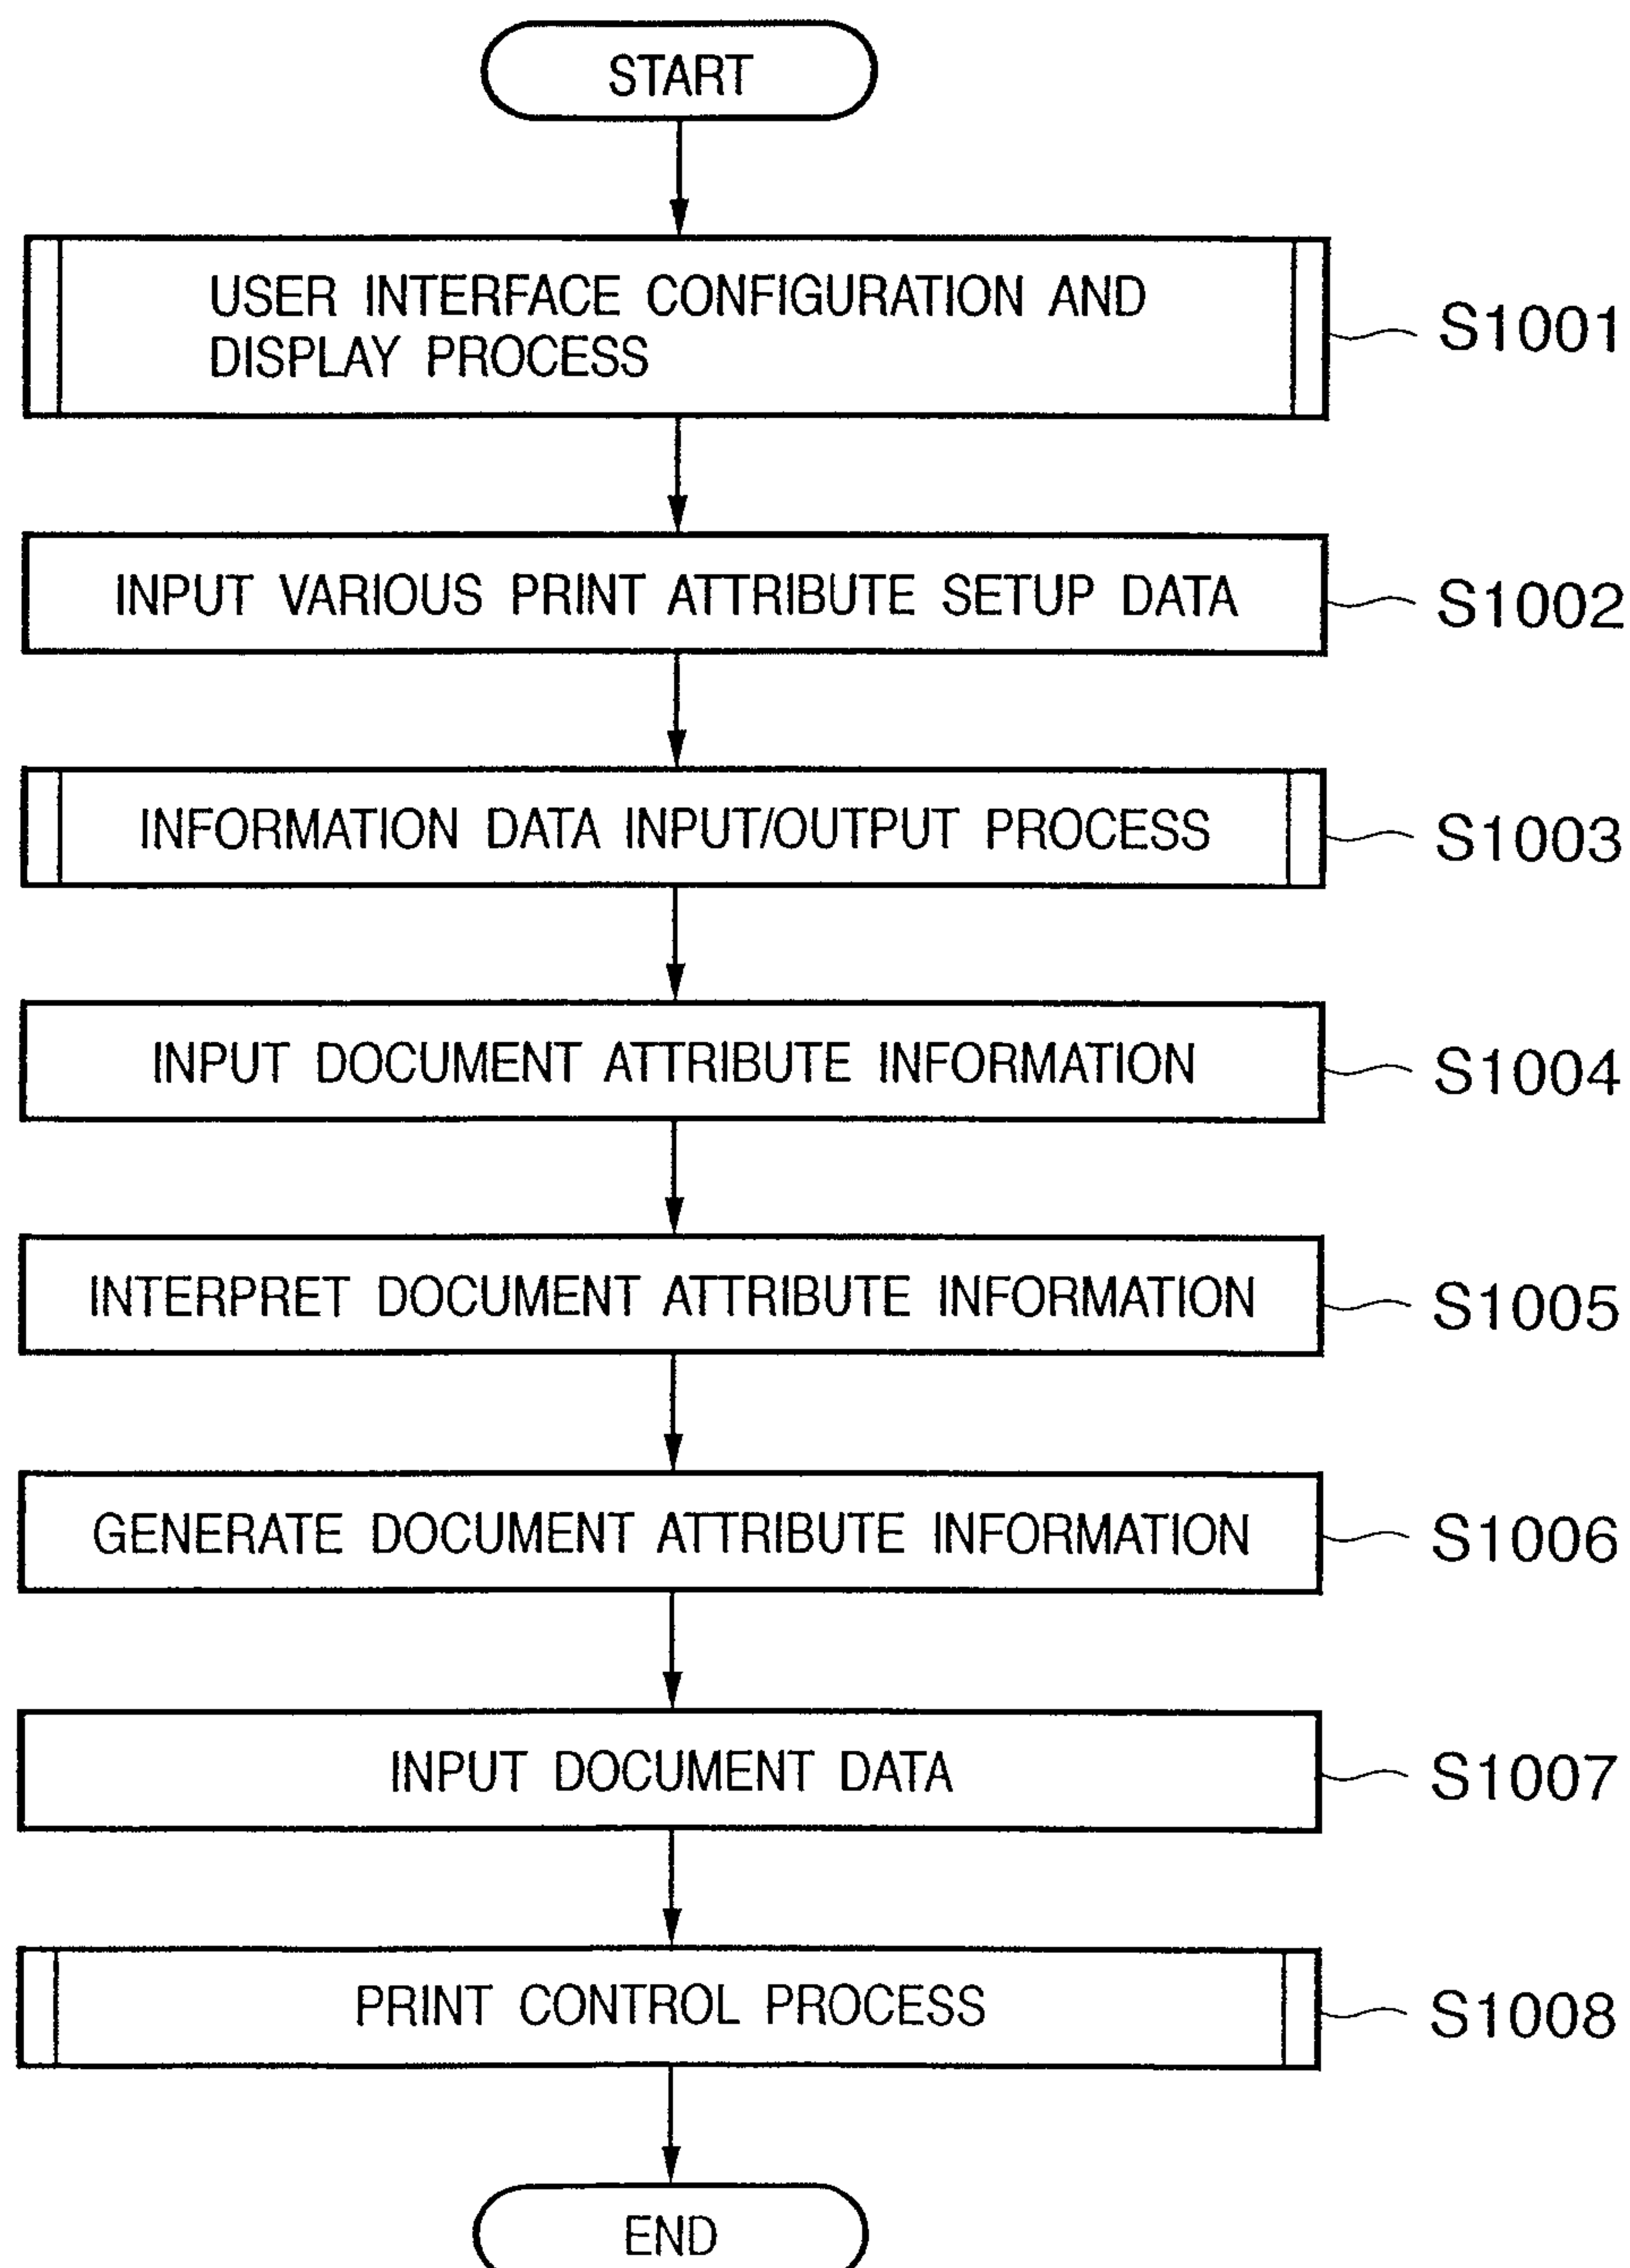 START
USER INTERFACE CONFIGURATION AND
DISPLAY PROCESS
S1001
INPUT VARIOUS PRINT ATTRIBUTE SETUP DATA
S1002
INFORMATION DATA INPUT/OUTPUT PROCESS
S1003
INPUT DOCUMENT ATTRIBUTE INFORMATION
S1004
INTERPRET DOCUMENT ATTRIBUTE INFORMATION
S1005
GENERATE DOCUMENT ATTRIBUTE INFORMATION
S1006
INPUT DOCUMENT DATA
S1007
PRINT CONTROL PROCESS
S1008
END